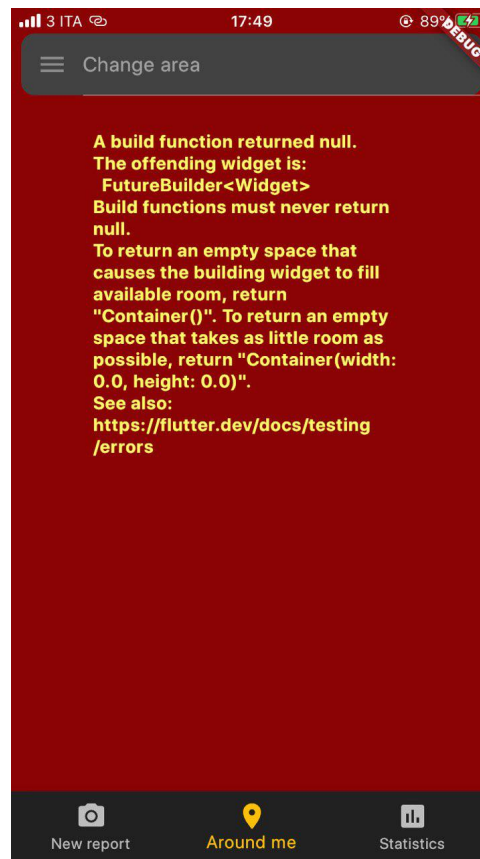 3 ITA 17:49 89%
DEBUG
Change area
A build function returned null.
The offending widget is:
FutureBuilder<Widget>
Build functions must never return
null.
To return an empty space that
causes the building widget to fill
available room, return
"Container()". To return an empty
space that takes as little room as
possible, return "Container(width:
0.0, height: 0.0)".
See also:
https://flutter.dev/docs/testing
/errors
New report Around me Statistics